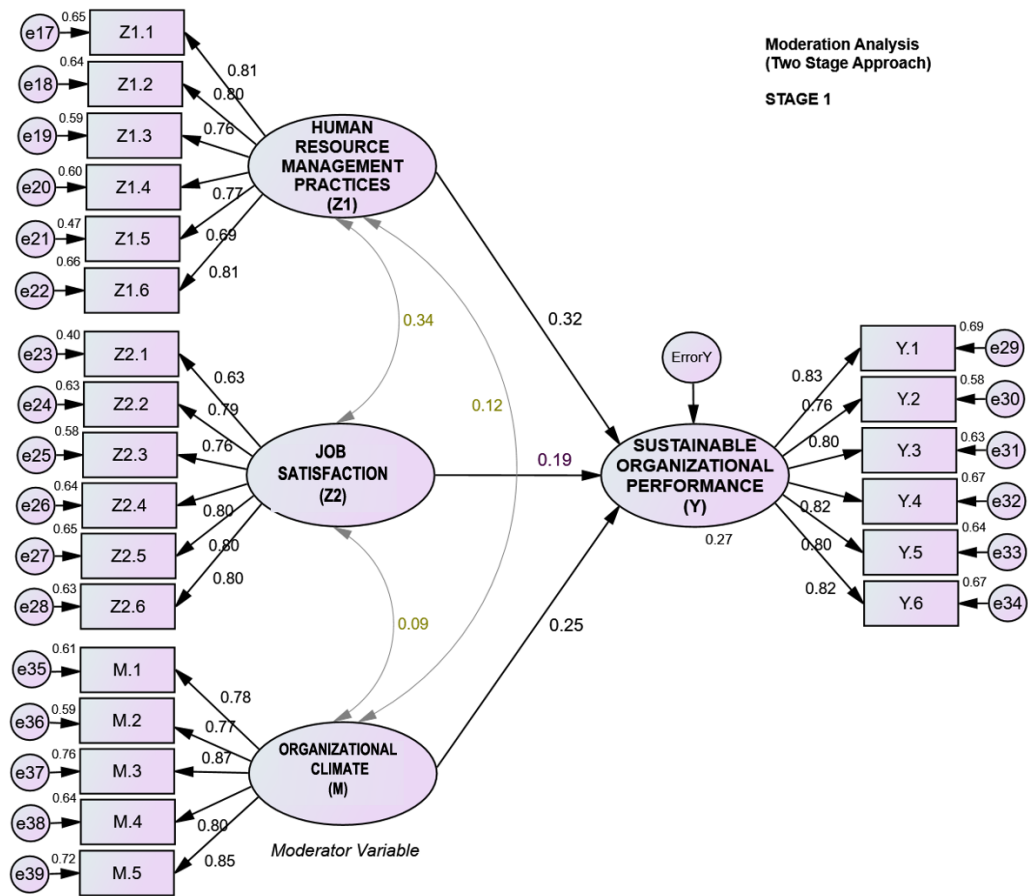 Moderation Analysis
(Two Stage Approach)
STAGE 1
e17 0.65 Z1.1
e18 0.64 Z1.2
e19 0.59 Z1.3
e20 0.60 Z1.4
e21 0.47 Z1.5
e22 0.66 Z1.6
0.81
0.80
0.76
0.77
0.69
0.81
HUMAN
RESOURCE
MANAGEMENT
PRACTICES
(Z1)
e23 0.40 Z2.1
e24 0.63 Z2.2
e25 0.58 Z2.3
e26 0.64 Z2.4
e27 0.65 Z2.5
e28 0.63 Z2.6
0.63
0.79
0.76
0.80
0.80
0.80
JOB
SATISFACTION
(Z2)
e35 0.61 M.1
e36 0.59 M.2
e37 0.76 M.3
e38 0.64 M.4
e39 0.72 M.5
0.78
0.77
0.87
0.80
0.85
ORGANIZATIONAL
CLIMATE
(M)
Moderator Variable
0.34
0.12
0.09
0.32
0.19
0.25
ErrorY
SUSTAINABLE
ORGANIZATIONAL
PERFORMANCE
(Y)
0.27
0.83
0.76
0.80
0.82
0.80
0.82
Y.1 0.69 e29
Y.2 0.58 e30
Y.3 0.63 e31
Y.4 0.67 e32
Y.5 0.64 e33
Y.6 0.67 e34